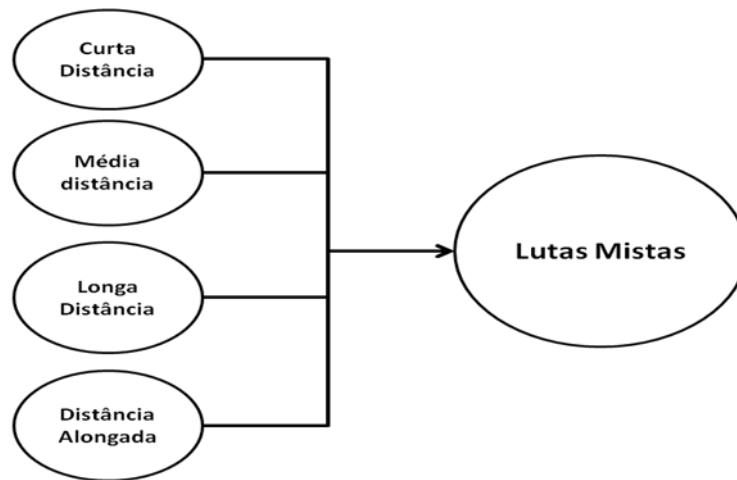 Curta
Distância
Média
distância
Longa
Distância
Distância
Alongada
Lutas Mistas